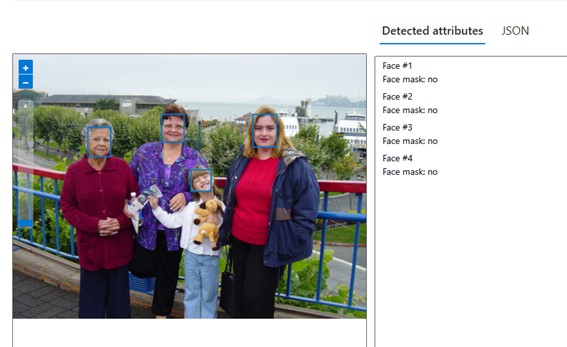 Detected attributes JSON
+
−
Face #1
Face mask: no
Face #2
Face mask: no
Face #3
Face mask: no
Face #4
Face mask: no